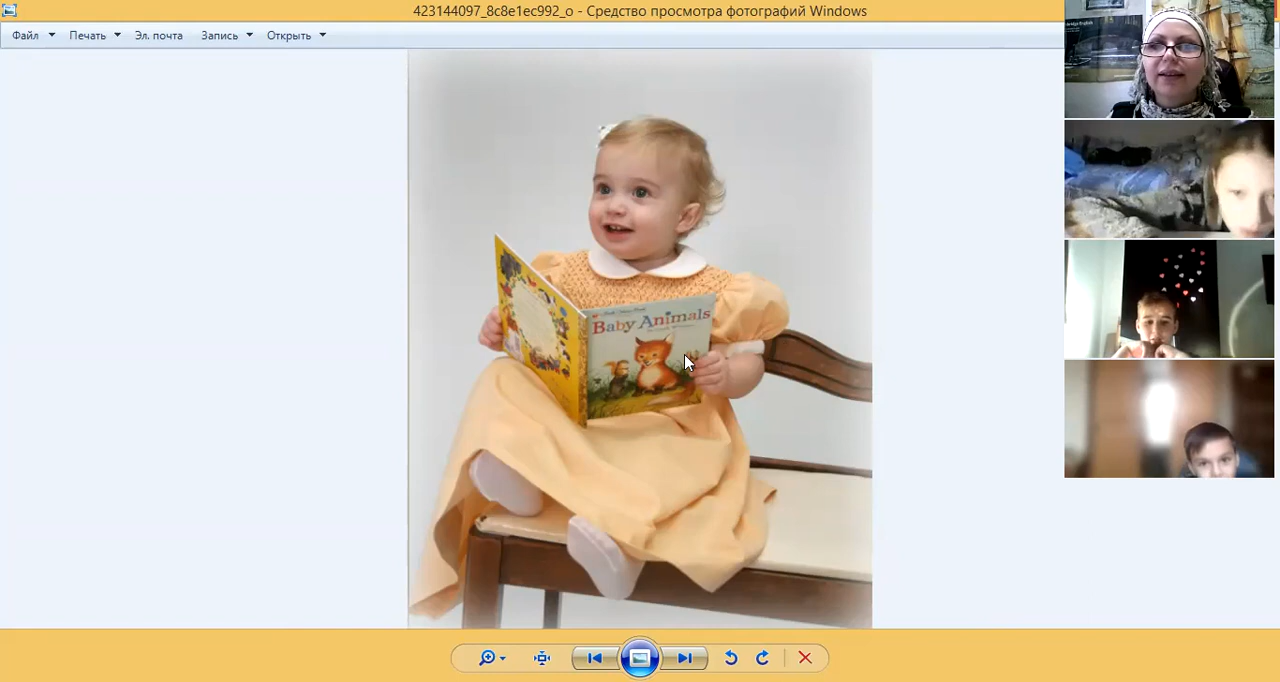 423144097_8c8e1ec992_o - Средство просмотра фотографий Windows
Файл Печать Эл. почта Запись Открыть
Baby Animals